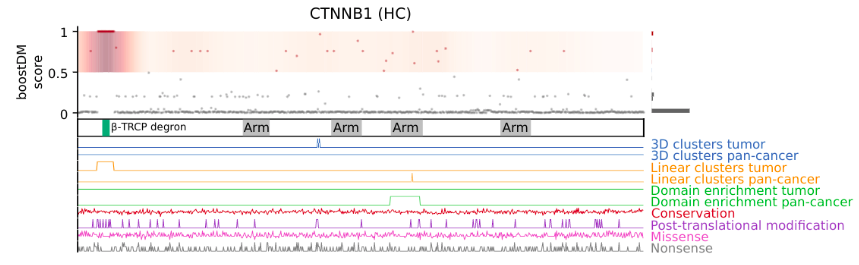 CTNNB1 (HC)
boostDM
score
1
0.5
0
β-TRCP degron
Arm
Arm
Arm
Arm
3D clusters tumor
3D clusters pan-cancer
Linear clusters tumor
Linear clusters pan-cancer
Domain enrichment tumor
Domain enrichment pan-cancer
Conservation
Post-translational modification
Missense
Nonsense